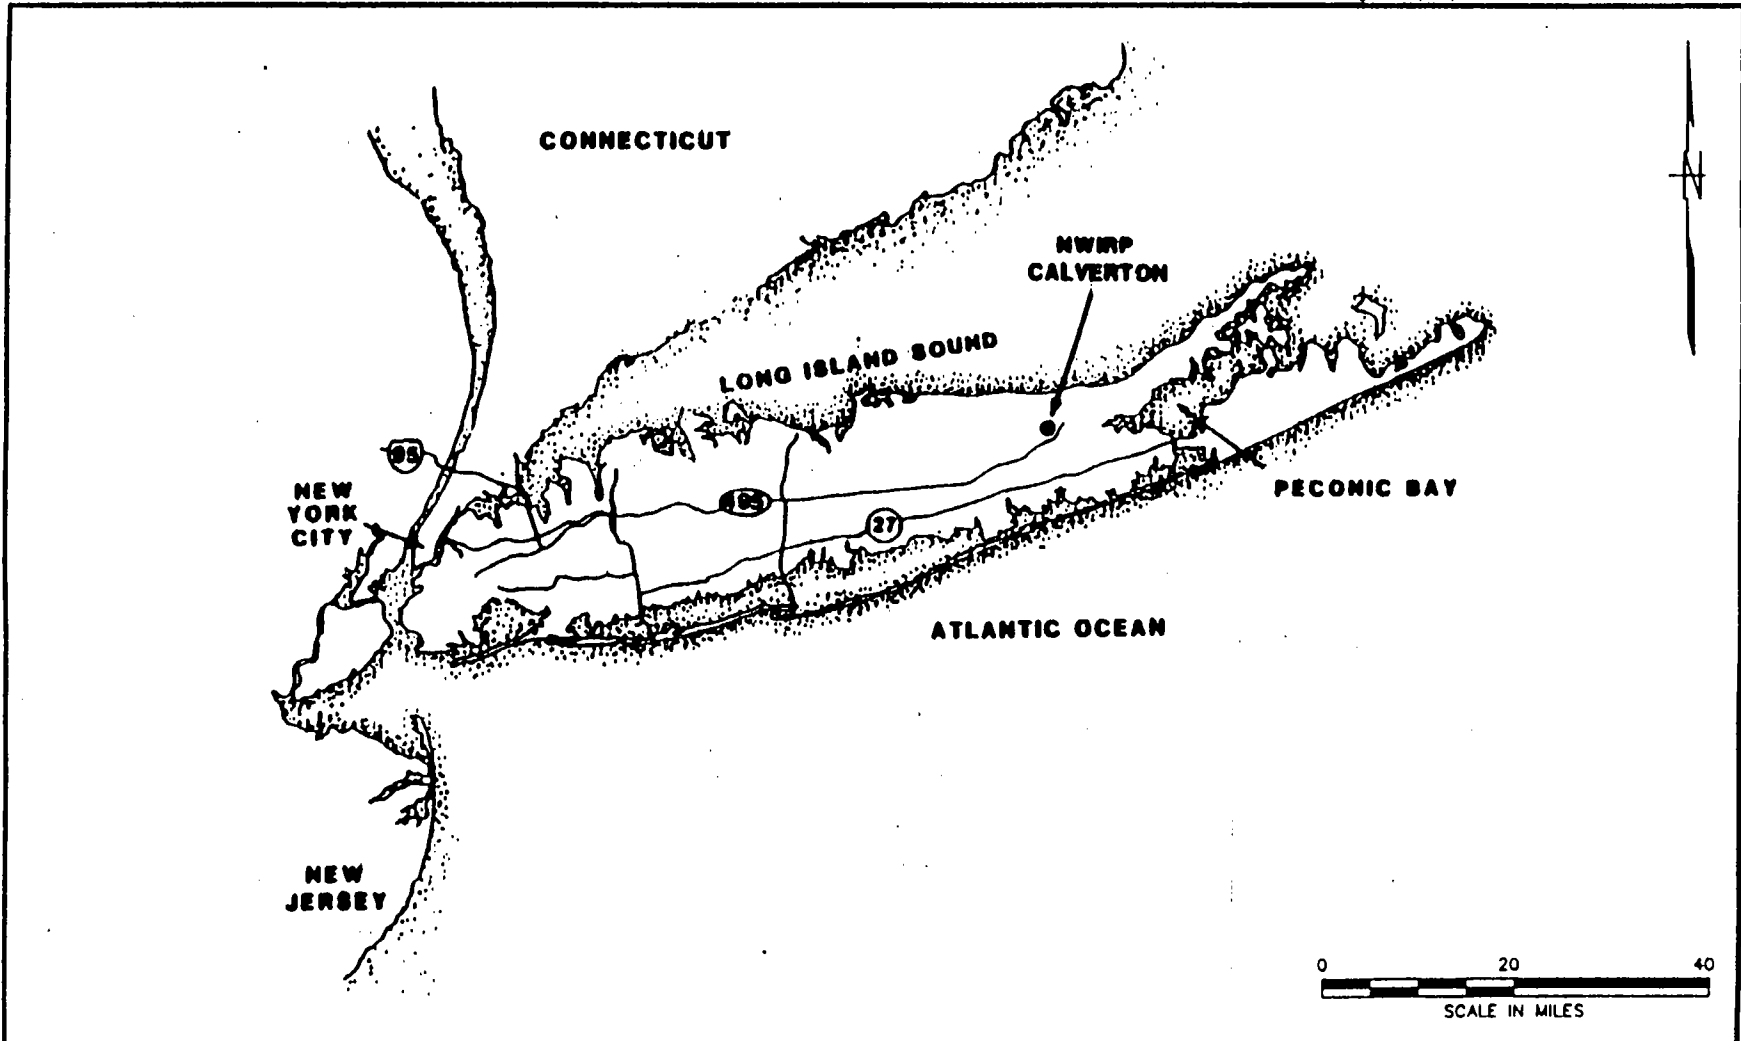 CONNECTICUT
NWIRP
CALVERTON
LONG ISLAND SOUND
95
NEW
YORK
CITY
495
27
PECONIC BAY
ATLANTIC OCEAN
NEW
JERSEY
N
0 20 40
SCALE IN MILES